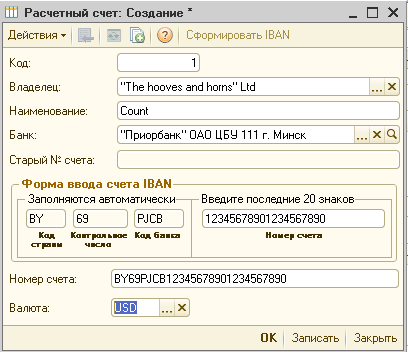 Расчетный счет: Создание *
Действия Сформировать IBAN
Код: 1
Владелец: "The hooves and horns" Ltd ...
Наименование: Count
Банк: "Приорбанк" ОАО ЦБУ 111 г. Минск ...
Старый № счета:
Форма ввода счета IBAN
Заполняются автоматически Введите последние 20 знаков
BY 69 PJCB 12345678901234567890
Код страны Контрольное число Код банка Номер счета
Номер счета: BY69PJCB12345678901234567890
Валюта: USD ...
OK Записать Закрыть